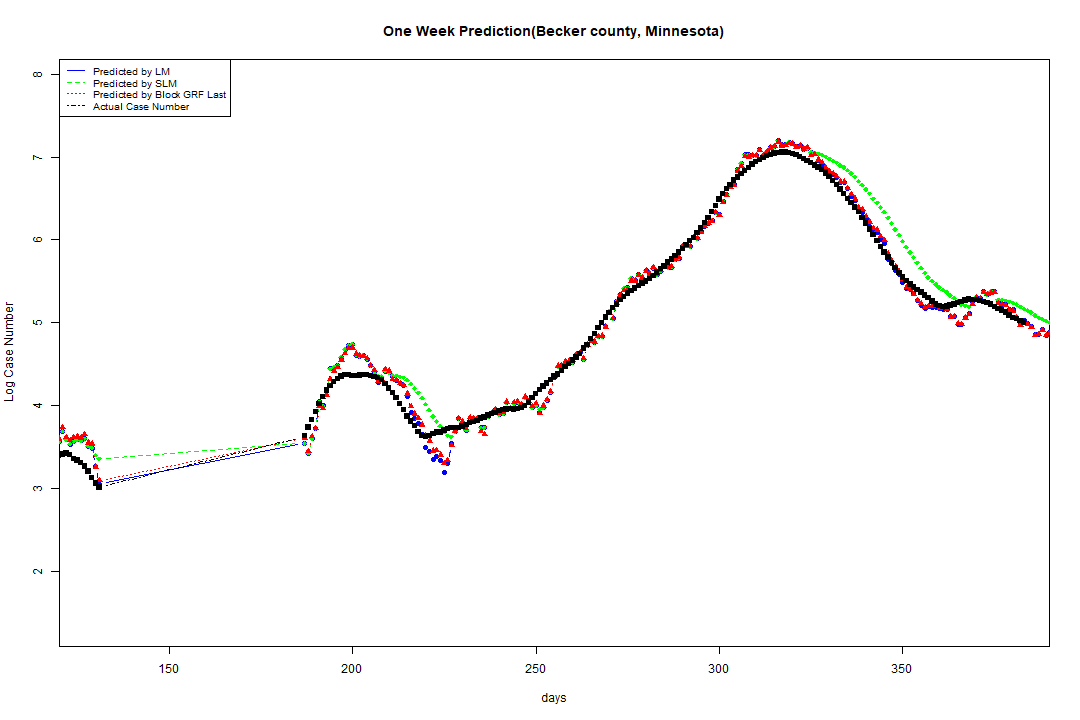 One Week Prediction(Becker county, Minnesota)
Predicted by LM
Predicted by SLM
Predicted by Block GRF Last
Actual Case Number
8
7
6
5
4
3
2
Log Case Number
150 200 250 300 350
days